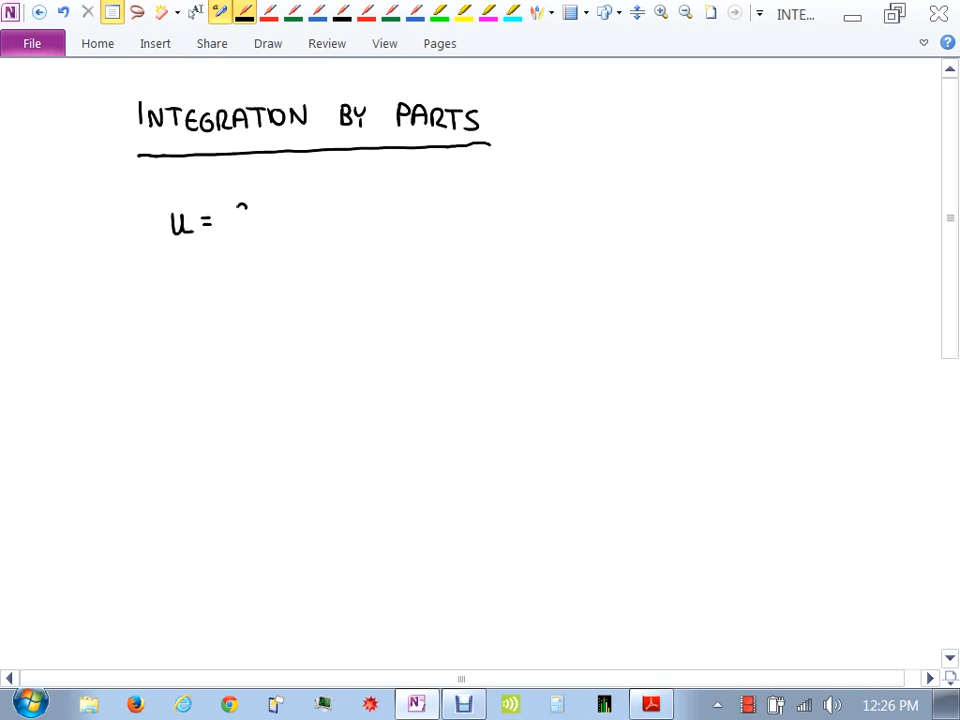 INTE...
File Home Insert Share Draw Review View Pages
INTEGRATION BY PARTS
u =
12:26 PM